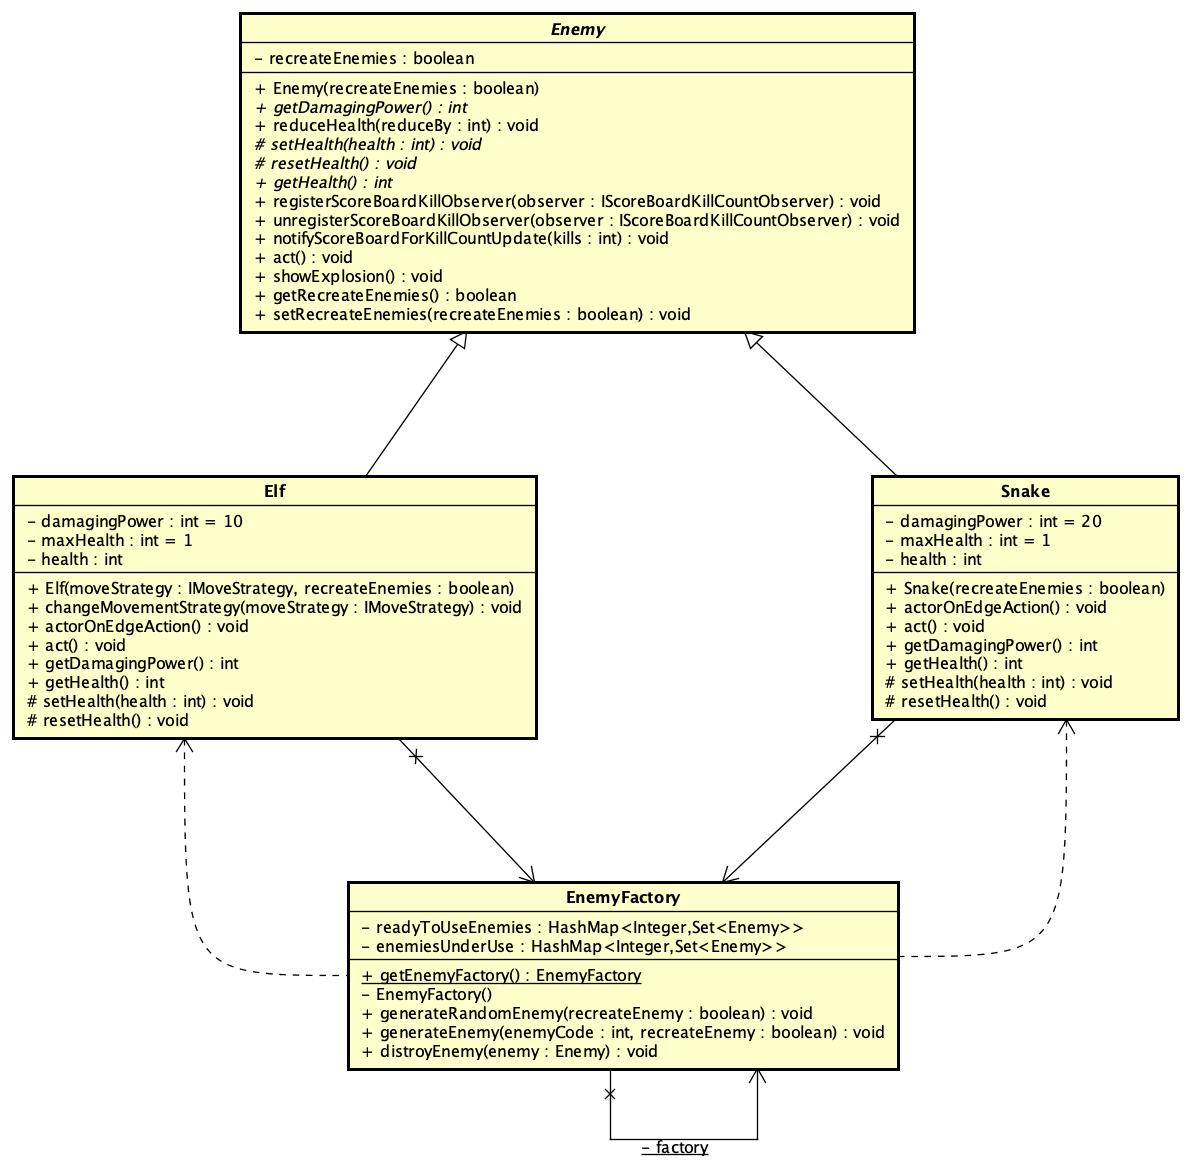 Enemy
- recreateEnemies : boolean
+ Enemy(recreateEnemies : boolean)
+ getDamagingPower() : int
+ reduceHealth(reduceBy : int) : void
# setHealth(health : int) : void
# resetHealth() : void
+ getHealth() : int
+ registerScoreBoardKillObserver(observer : IScoreBoardKillCountObserver) : void
+ unregisterScoreBoardKillObserver(observer : IScoreBoardKillCountObserver) : void
+ notifyScoreBoardForKillCountUpdate(kills : int) : void
+ act() : void
+ showExplosion() : void
+ getRecreateEnemies() : boolean
+ setRecreateEnemies(recreateEnemies : boolean) : void
Elf
- damagingPower : int = 10
- maxHealth : int = 1
- health : int
+ Elf(moveStrategy : IMoveStrategy, recreateEnemies : boolean)
+ changeMovementStrategy(moveStrategy : IMoveStrategy) : void
+ actorOnEdgeAction() : void
+ act() : void
+ getDamagingPower() : int
+ getHealth() : int
# setHealth(health : int) : void
# resetHealth() : void
Snake
- damagingPower : int = 20
- maxHealth : int = 1
- health : int
+ Snake(recreateEnemies : boolean)
+ actorOnEdgeAction() : void
+ act() : void
+ getDamagingPower() : int
+ getHealth() : int
# setHealth(health : int) : void
# resetHealth() : void
EnemyFactory
- readyToUseEnemies : HashMap<Integer,Set<Enemy>>
- enemiesUnderUse : HashMap<Integer,Set<Enemy>>
+ getEnemyFactory() : EnemyFactory
- EnemyFactory()
+ generateRandomEnemy(recreateEnemy : boolean) : void
+ generateEnemy(enemyCode : int, recreateEnemy : boolean) : void
+ distroyEnemy(enemy : Enemy) : void
- factory